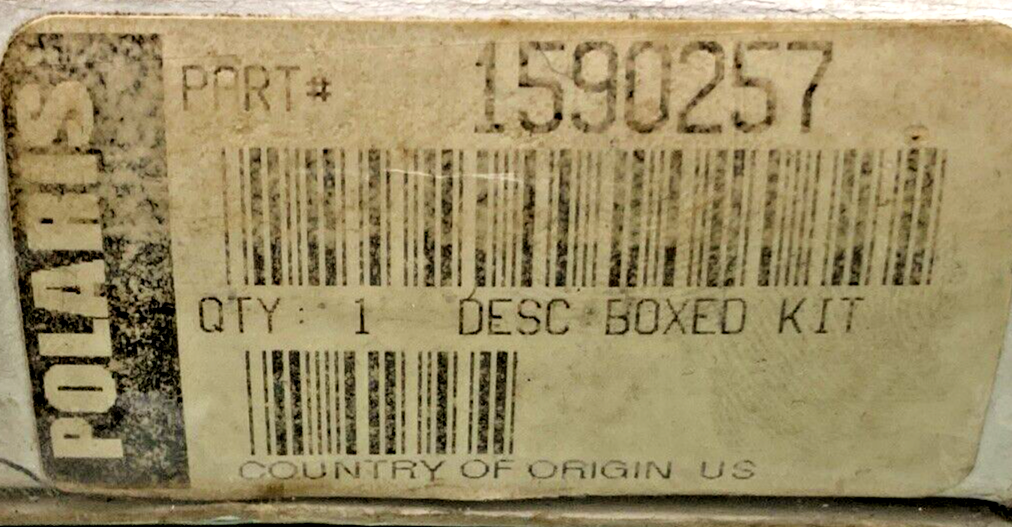 POLARIS
PART# 1590257
QTY: 1 DESC BOXED KIT
COUNTRY OF ORIGIN US